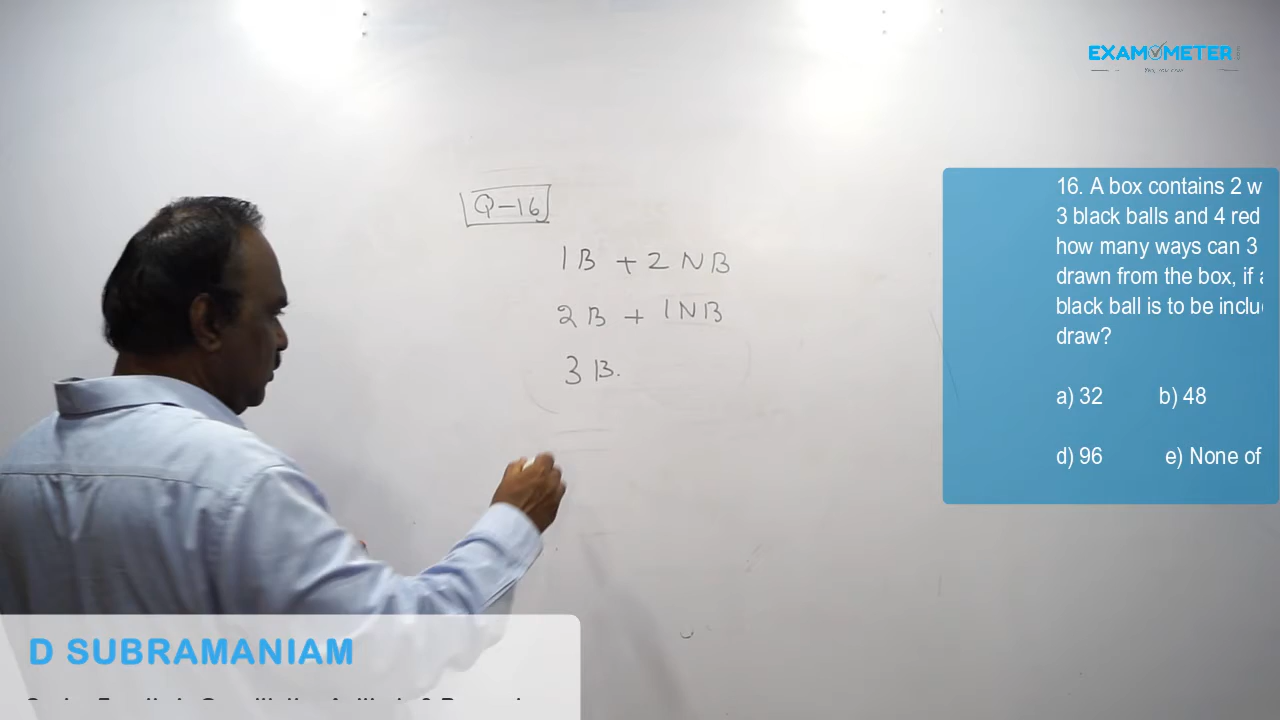 EXAMOMETER
Q-16
1B + 2NB
2B + 1NB
3B.
16. A box contains 2 w
3 black balls and 4 red
how many ways can 3
drawn from the box, if a
black ball is to be inclu
draw?
a) 32 b) 48
d) 96 e) None of
D SUBRAMANIAM